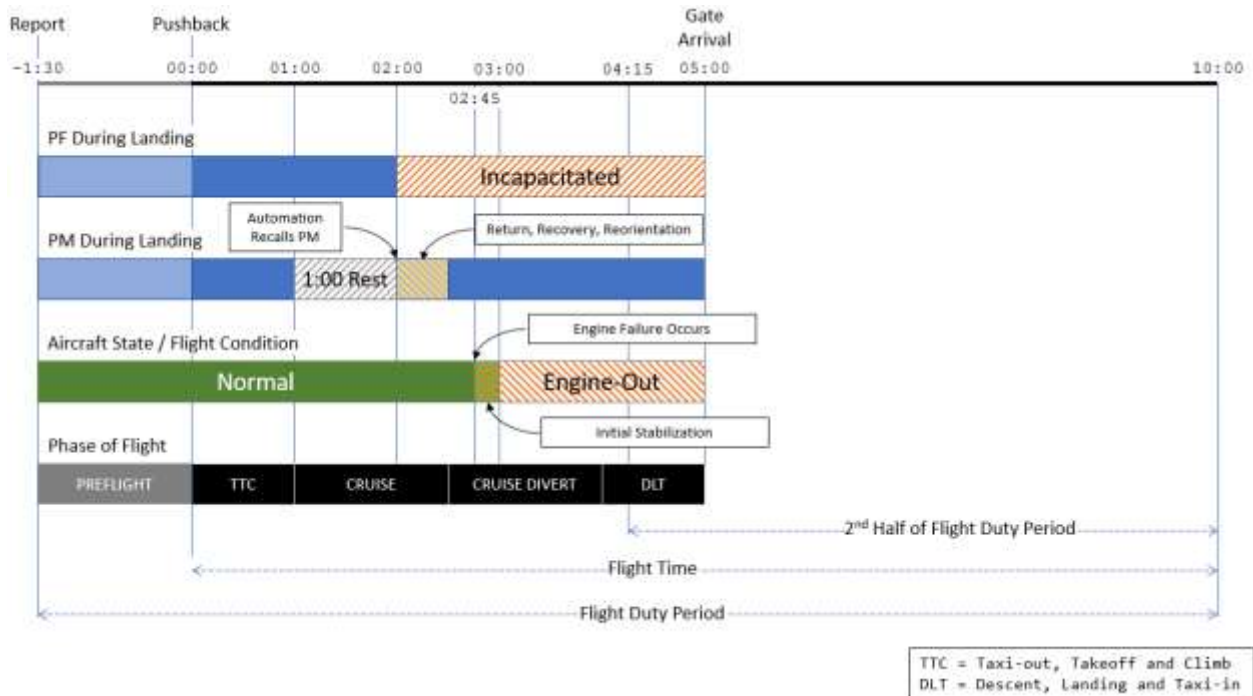 Report
Pushback
Gate
Arrival
-1:30
00:00
01:00
02:00
03:00
04:15
05:00
10:00
02:45
PF During Landing
Incapacitated
Automation
Recalls PM
Return, Recovery, Reorientation
PM During Landing
1:00 Rest
Engine Failure Occurs
Aircraft State / Flight Condition
Normal
Engine-Out
Initial Stabilization
Phase of Flight
PREFLIGHT
TTC
CRUISE
CRUISE DIVERT
DLT
2nd Half of Flight Duty Period
Flight Time
Flight Duty Period
TTC = Taxi-out, Takeoff and Climb
DLT = Descent, Landing and Taxi-in